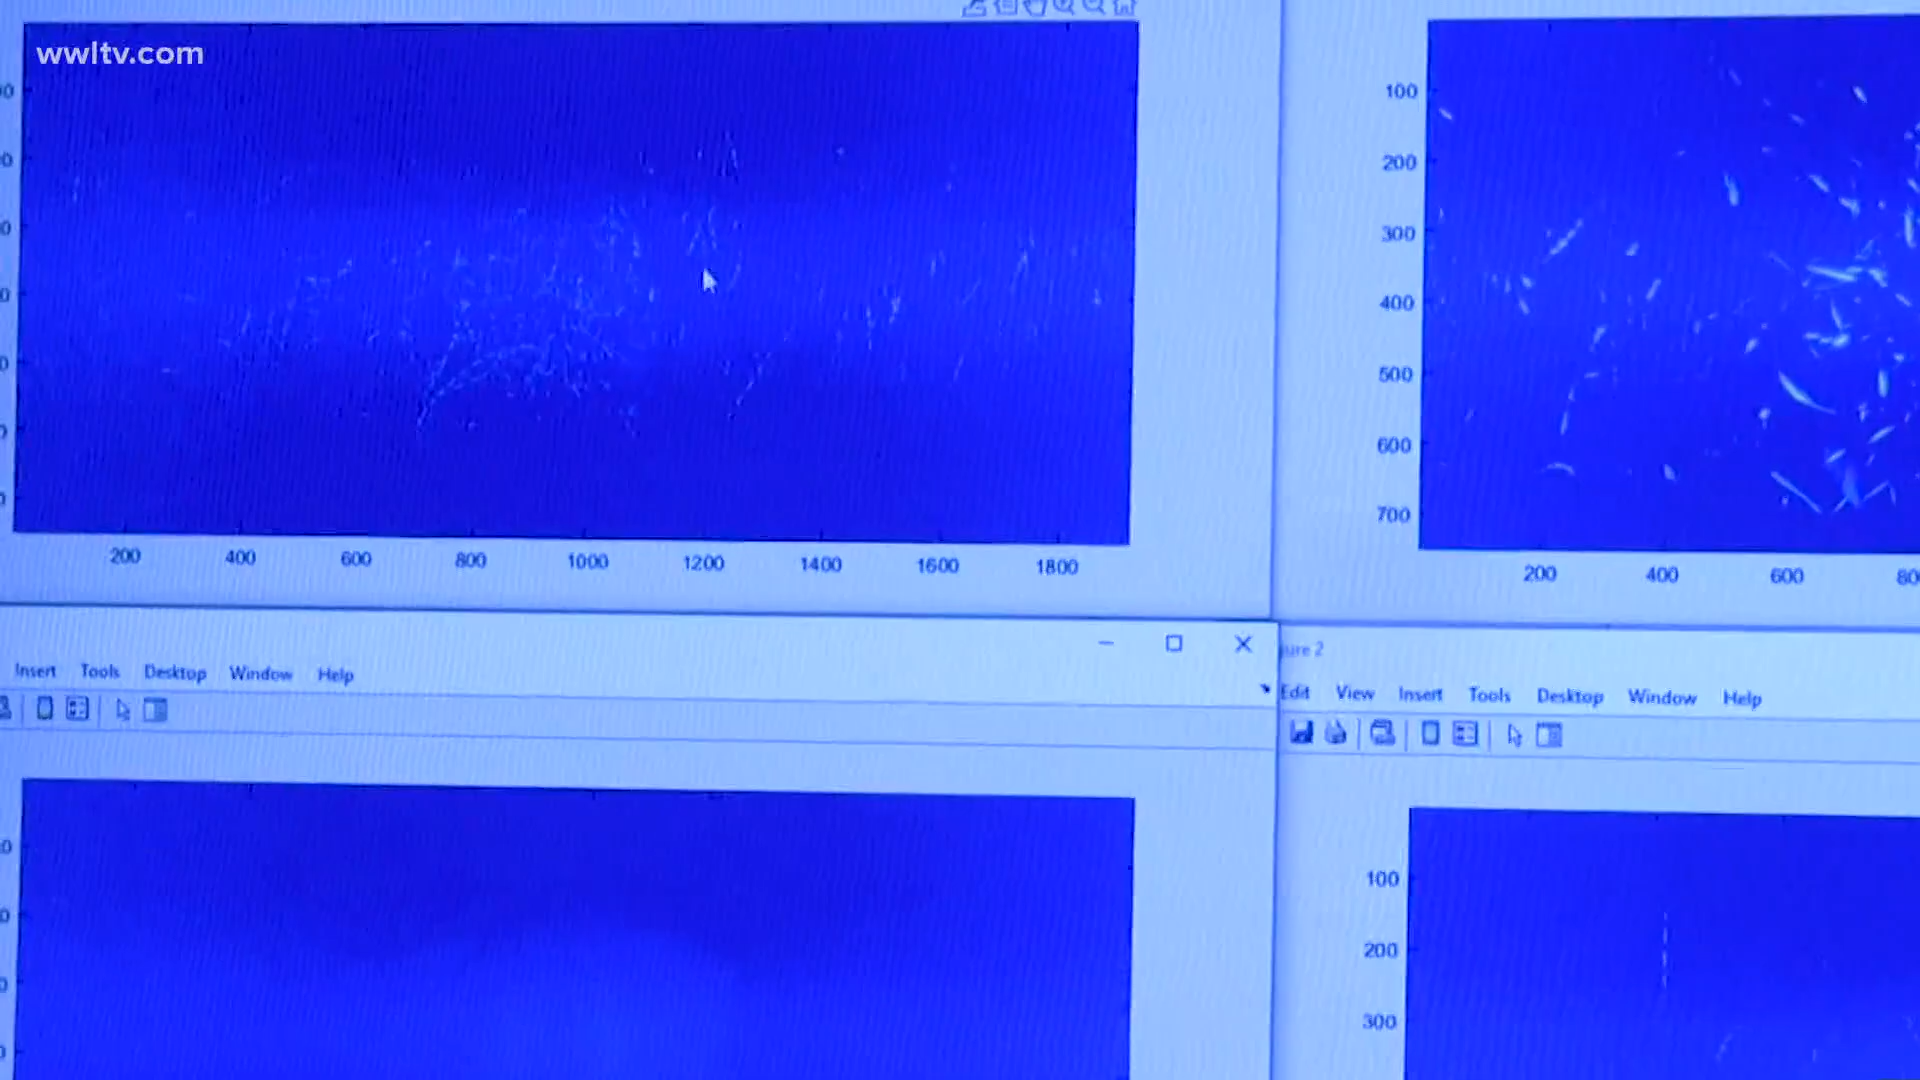 wwltv.com
100
200
300
400
500
600
700
200 400 600 800 1000 1200 1400 1600 1800
200 400 600
Insert Tools Desktop Window Help
Edit View Insert Tools Desktop Window Help
100
200
300